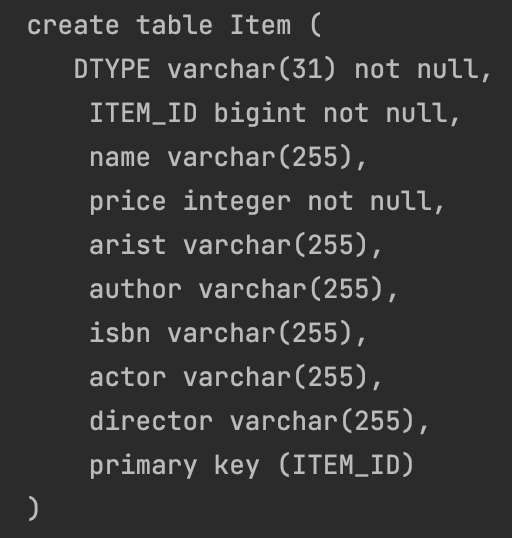 create table Item (
DTYPE varchar(31) not null,
ITEM_ID bigint not null,
name varchar(255),
price integer not null,
arist varchar(255),
author varchar(255),
isbn varchar(255),
actor varchar(255),
director varchar(255),
primary key (ITEM_ID)
)